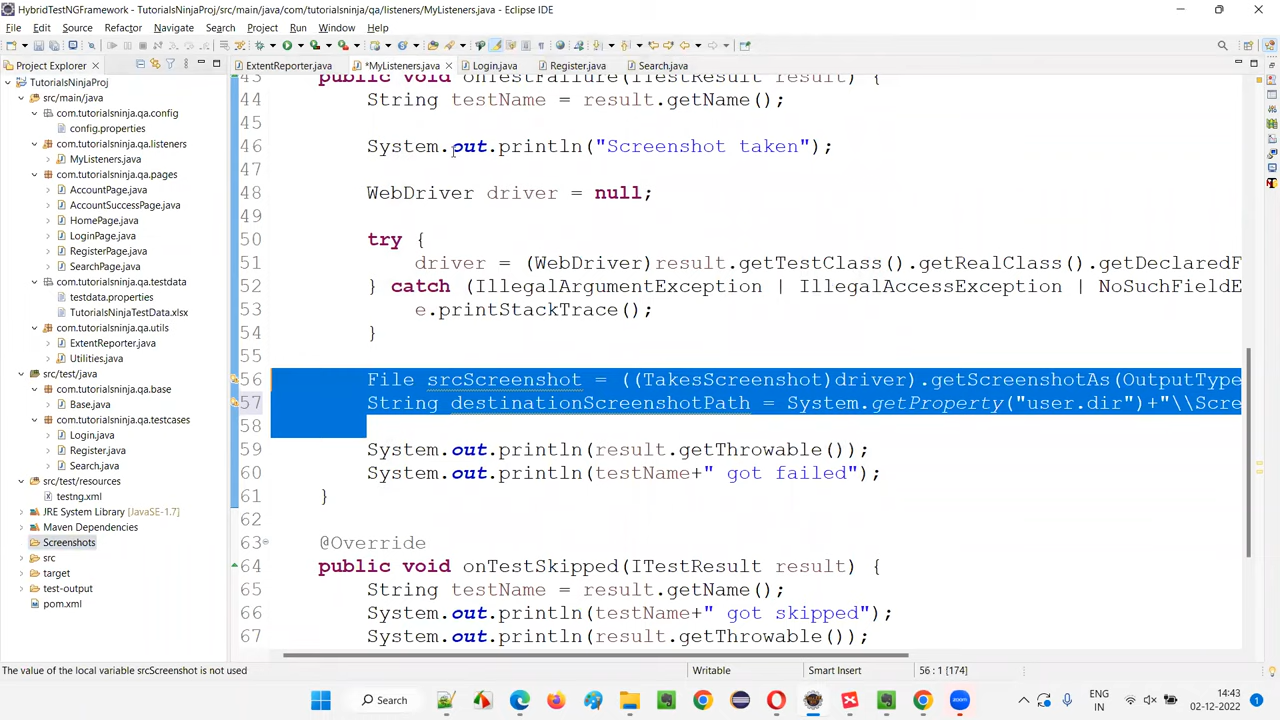 HybridTestNGFramework - TutorialsNinjaProj/src/main/java/com/tutorialsninja/qa/listeners/MyListeners.java - Eclipse IDE
File Edit Source Refactor Navigate Search Project Run Window Help
Project Explorer
ExtentReporter.java *MyListeners.java Login.java Register.java Search.java
TutorialsNinjaProj
src/main/java
com.tutorialsninja.qa.config
config.properties
com.tutorialsninja.qa.listeners
MyListeners.java
com.tutorialsninja.qa.pages
AccountPage.java
AccountSuccessPage.java
HomePage.java
LoginPage.java
RegisterPage.java
SearchPage.java
com.tutorialsninja.qa.testdata
testdata.properties
TutorialsNinjaTestData.xlsx
com.tutorialsninja.qa.utils
ExtentReporter.java
Utilities.java
src/test/java
com.tutorialsninja.qa.base
Base.java
com.tutorialsninja.qa.testcases
Login.java
Register.java
Search.java
src/test/resources
testng.xml
JRE System Library [JavaSE-1.7]
Maven Dependencies
Screenshots
src
target
test-output
pom.xml
43 public void onTestFailure(ITestResult result) {
44 String testName = result.getName();
45
46 System.out.println("Screenshot taken");
47
48 WebDriver driver = null;
49
50 try {
51 driver = (WebDriver)result.getTestClass().getRealClass().getDeclaredF
52 } catch (IllegalArgumentException | IllegalAccessException | NoSuchFieldE
53 e.printStackTrace();
54 }
55
56 File srcScreenshot = ((TakesScreenshot)driver).getScreenshotAs(OutputType
57 String destinationScreenshotPath = System.getProperty("user.dir")+"\\Scre
58
59 System.out.println(result.getThrowable());
60 System.out.println(testName+" got failed");
61 }
62
63 @Override
64 public void onTestSkipped(ITestResult result) {
65 String testName = result.getName();
66 System.out.println(testName+" got skipped");
67 System.out.println(result.getThrowable());
The value of the local variable srcScreenshot is not used
Writable
Smart Insert
56 : 1 [174]
Search
ENG
IN
14:43
02-12-2022
1